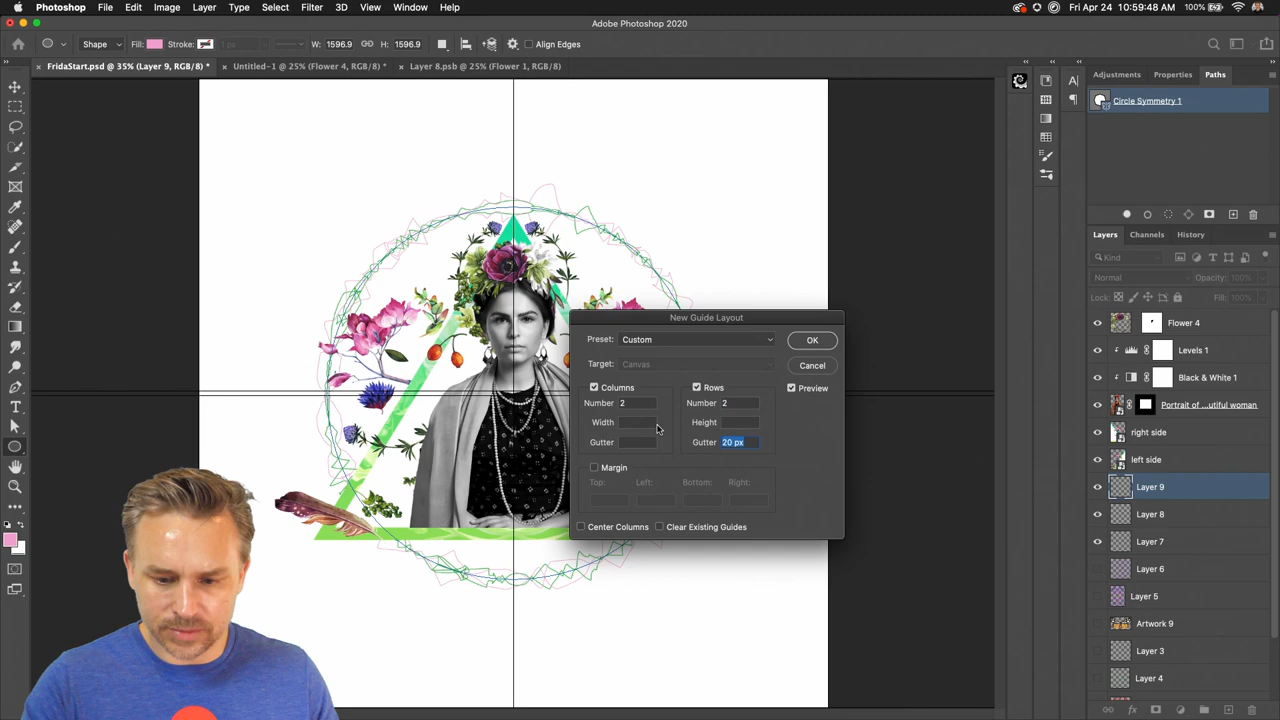 Photoshop File Edit Image Layer Type Select Filter 3D View Window Help 100% Fri Apr 24 10:59:48 AM
Adobe Photoshop 2020
Shape Fill: Stroke: 1 px W: 1596.9 H: 1596.9 Align Edges
FridaStart.psd @ 35% (Layer 9, RGB/8) * Untitled-1 @ 25% (Flower 4, RGB/8) * Layer 8.psb @ 25% (Flower 1, RGB/8)
Adjustments Properties Paths
Circle Symmetry 1
Layers Channels History
Kind
Normal Opacity: 100%
Lock: Fill: 100%
Flower 4
Levels 1
Black & White 1
Portrait of ...utiful woman
right side
left side
Layer 9
Layer 8
Layer 7
Layer 6
Layer 5
Artwork 9
Layer 3
Layer 4
New Guide Layout
Preset: Custom OK
Target: Canvas Cancel
Columns Rows Preview
Number 2 Number 2
Width Height
Gutter Gutter 20 px
Margin
Top: Left: Bottom: Right:
Center Columns Clear Existing Guides